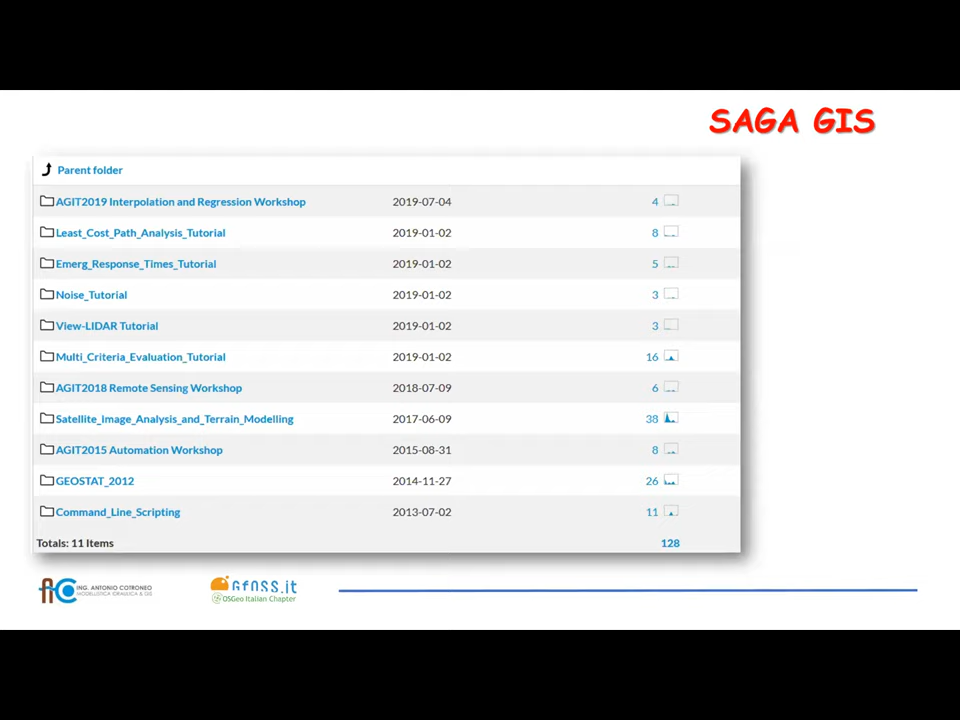 SAGA GIS
Parent folder
AGIT2019 Interpolation and Regression Workshop 2019-07-04 4
Least_Cost_Path_Analysis_Tutorial 2019-01-02 8
Emerg_Response_Times_Tutorial 2019-01-02 5
Noise_Tutorial 2019-01-02 3
View-LIDAR Tutorial 2019-01-02 3
Multi_Criteria_Evaluation_Tutorial 2019-01-02 16
AGIT2018 Remote Sensing Workshop 2018-07-09 6
Satellite_Image_Analysis_and_Terrain_Modelling 2017-06-09 38
AGIT2015 Automation Workshop 2015-08-31 8
GEOSTAT_2012 2014-11-27 26
Command_Line_Scripting 2013-07-02 11
Totals: 11 Items 128
ING. ANTONIO COTRONEO
MODELLISTICA IDRAULICA & GIS
GFOSS.it
OSGeo Italian Chapter